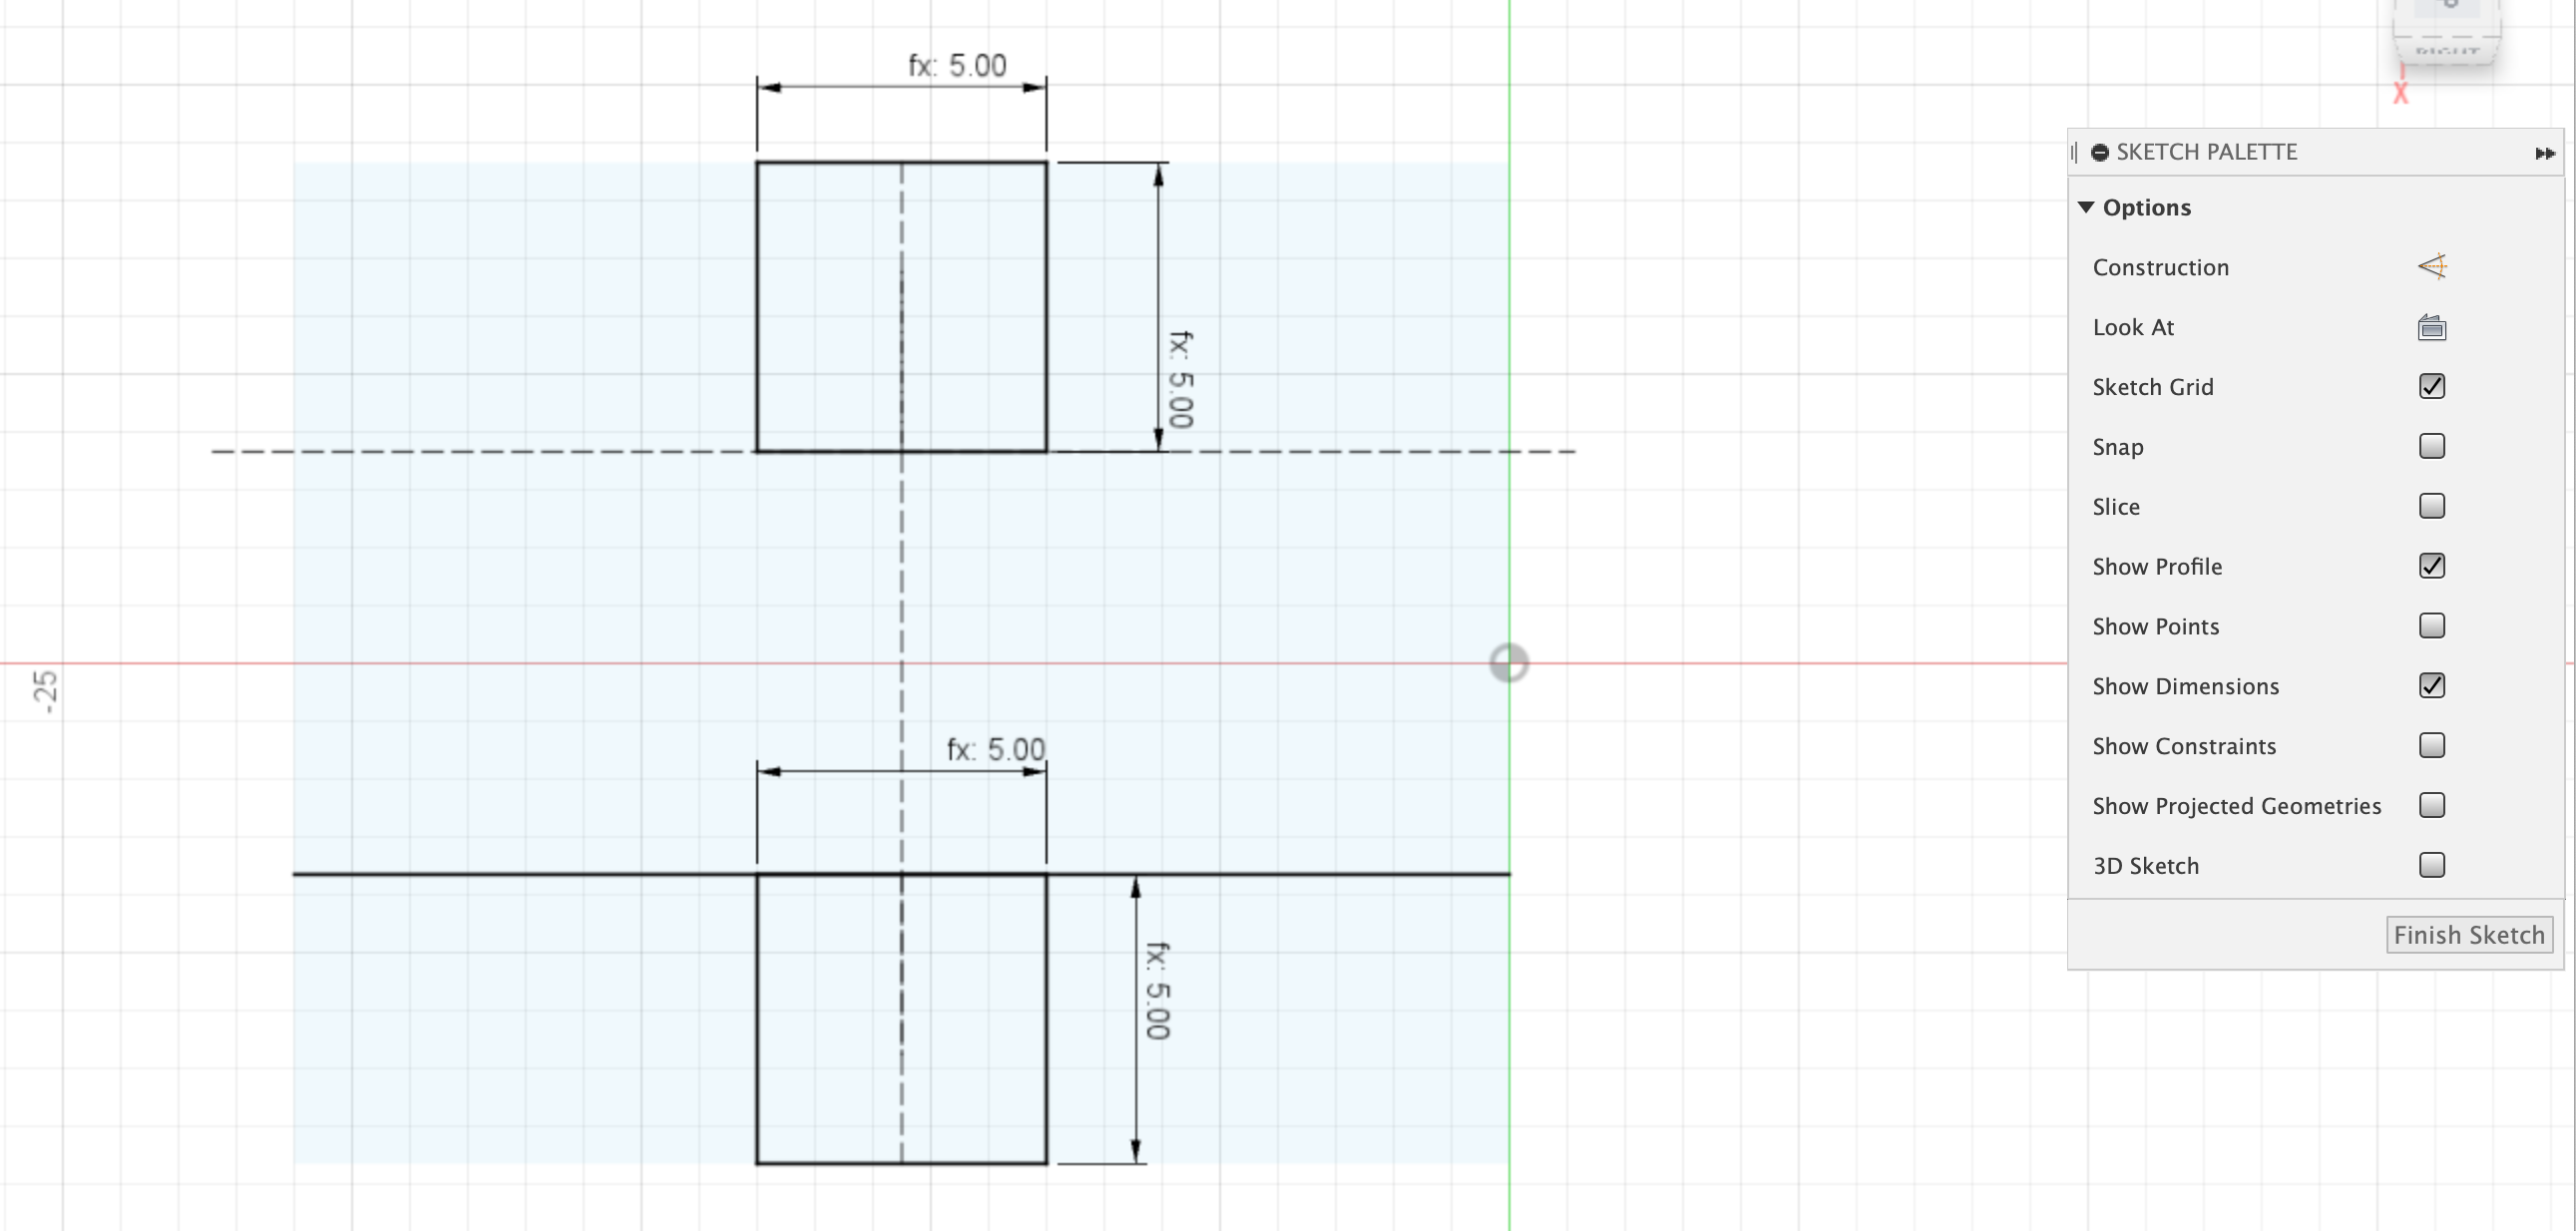 fx: 5.00
RIGHT
X
SKETCH PALETTE
Options
Construction
Look At
fx: 5.00
Sketch Grid
Snap
Slice
Show Profile
Show Points
-25
Show Dimensions
fx: 5.00
Show Constraints
Show Projected Geometries
3D Sketch
fx: 5.00
Finish Sketch